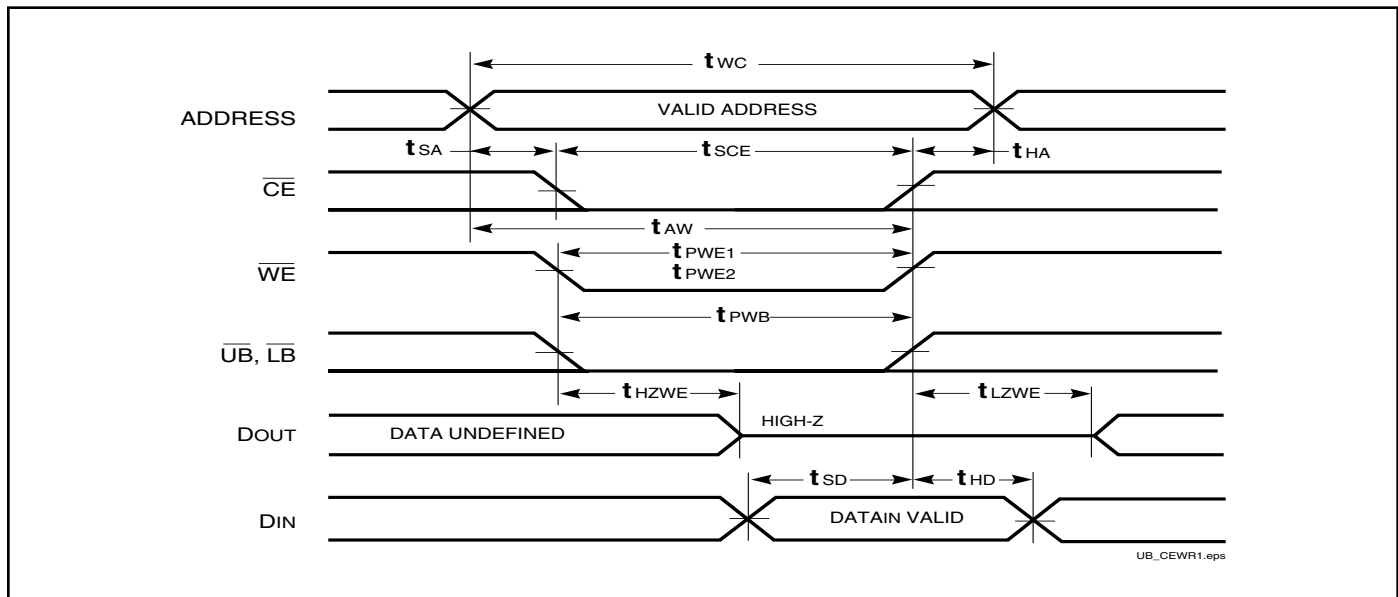 tWC
ADDRESS
VALID ADDRESS
tSA
tSCE
tHA
CE
tAW
WE
tPWE1
tPWE2
tPWB
UB, LB
tHZWE
tLZWE
DOUT
DATA UNDEFINED
HIGH-Z
tSD
tHD
DIN
DATAIN VALID
UB_CEWR1.eps